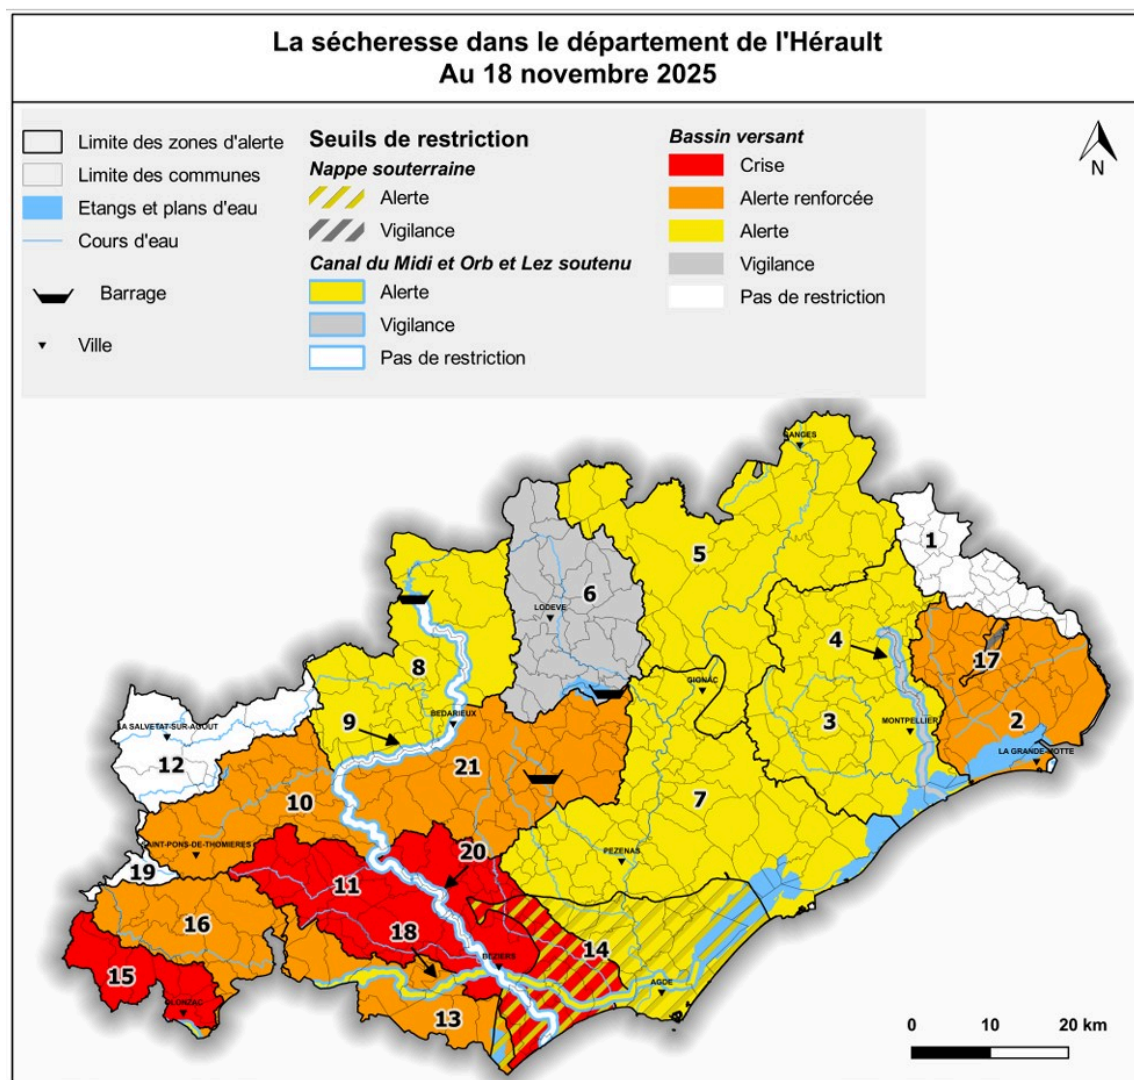 La sécheresse dans le département de l'Hérault
Au 18 novembre 2025
Limite des zones d'alerte
Limite des communes
Etangs et plans d'eau
Cours d'eau
Barrage
Ville
Seuils de restriction
Nappe souterraine
Alerte
Vigilance
Canal du Midi et Orb et Lez soutenu
Alerte
Vigilance
Pas de restriction
Bassin versant
Crise
Alerte renforcée
Alerte
Vigilance
Pas de restriction
N
GANGES
1
5
6
LODEVE
4
17
8
GIGNAC
LA SALVETAT-SUR-AGOUT
9
BEDARIEUX
3
MONTPELLIER
2
LA GRANDE-MOTTE
12
21
10
7
SAINT-PONS-DE-THOMIERES
20
PEZENAS
19
11
16
18
14
15
BEZIERS
AGDE
OLONZAC
13
0 10 20 km